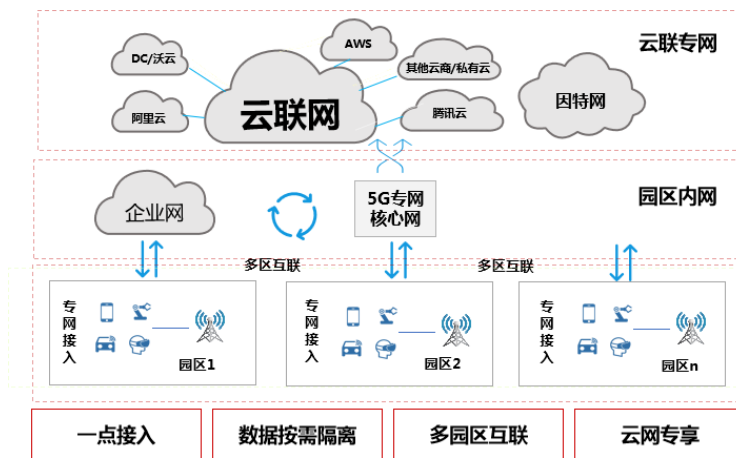 云联专网
AWS
DC/沃云
其他云商/私有云
云联网
因特网
阿里云
腾讯云
园区内网
企业网
5G专网
核心网
多区互联
多区互联
专网接入
园区1
专网接入
园区2
专网接入
园区n
一点接入
数据按需隔离
多园区互联
云网专享